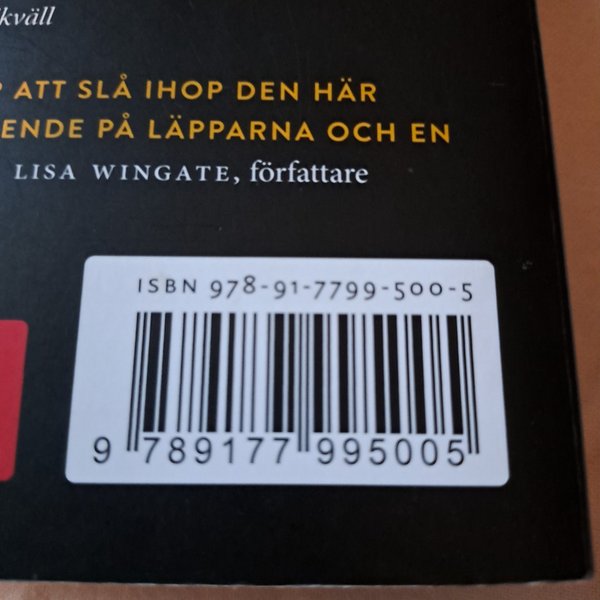 kväll
ATT SLÅ IHOP DEN HÄR
ENDE PÅ LÄPPARNA OCH EN
LISA WINGATE, författare
ISBN 978-91-7799-500-5
9 789177 995005